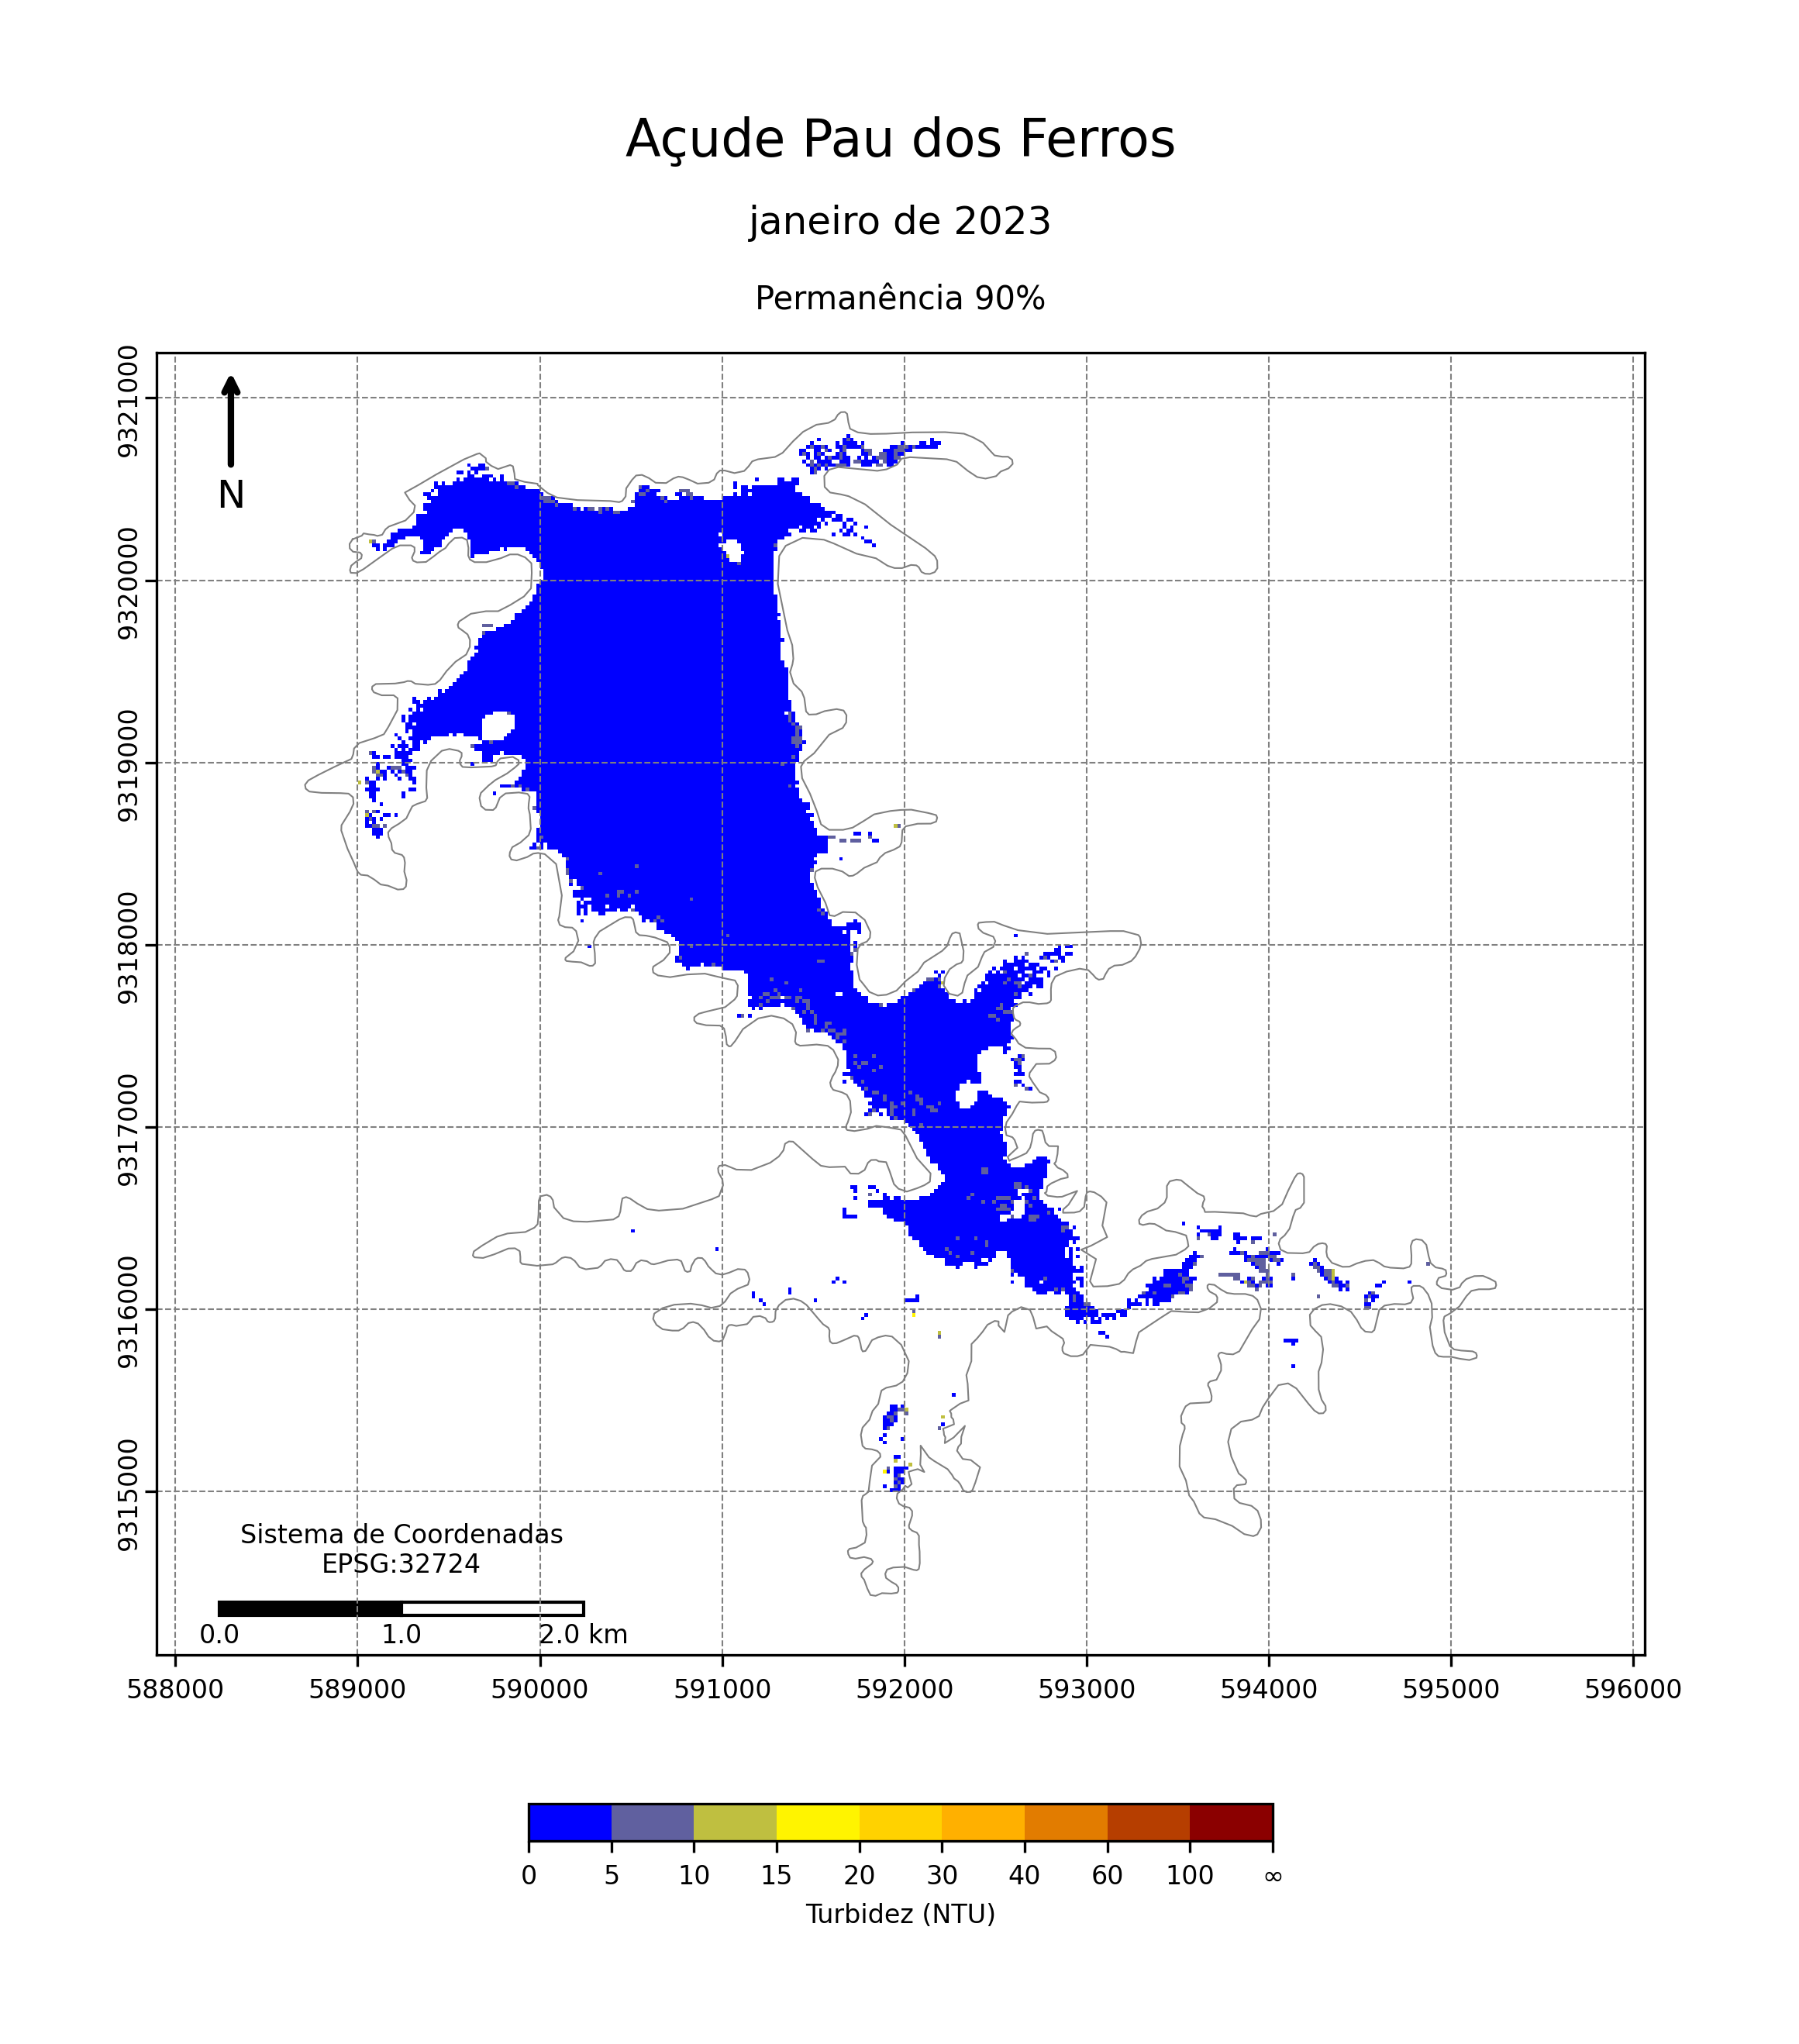 Açude Pau dos Ferros
janeiro de 2023
Permanência 90%
9321000
9320000
9319000
9318000
9317000
9316000
9315000
N
Sistema de Coordenadas
EPSG:32724
0.0 1.0 2.0 km
588000 589000 590000 591000 592000 593000 594000 595000 596000
0 5 10 15 20 30 40 60 100 ∞
Turbidez (NTU)